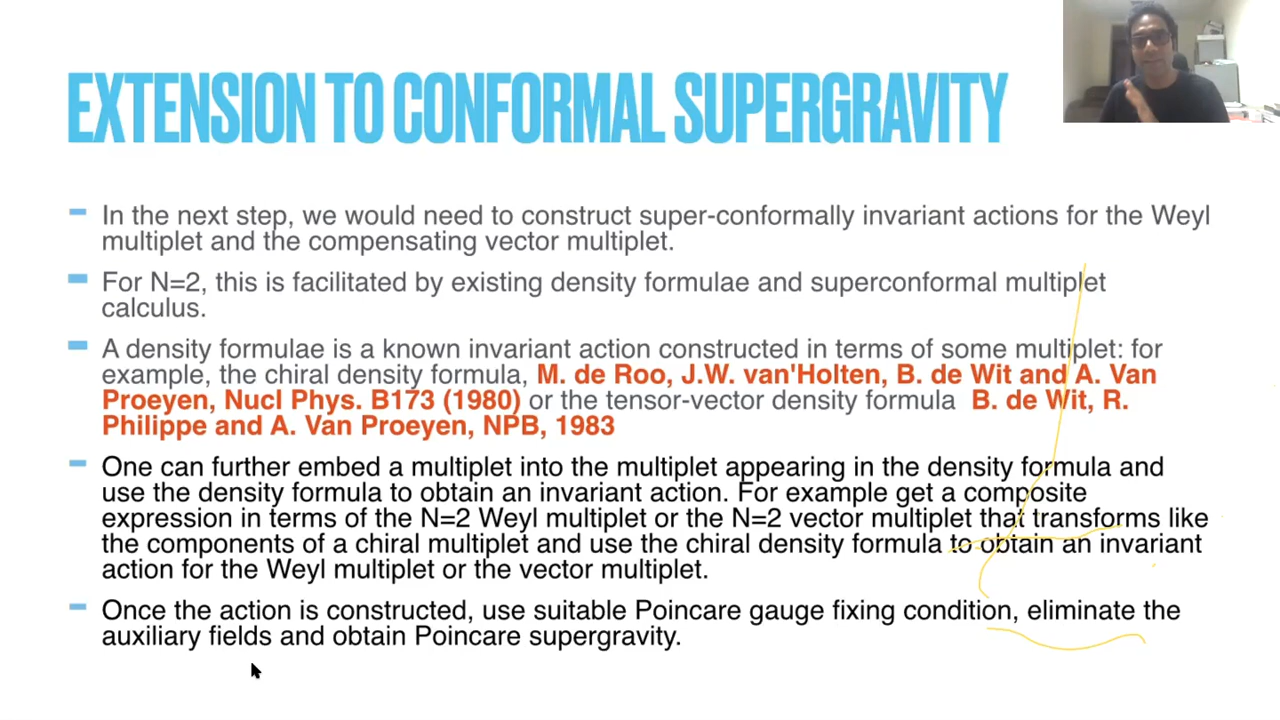 EXTENSION TO CONFORMAL SUPERGRAVITY
In the next step, we would need to construct super-conformally invariant actions for the Weyl
multiplet and the compensating vector multiplet.
For N=2, this is facilitated by existing density formulae and superconformal multiplet
calculus.
A density formulae is a known invariant action constructed in terms of some multiplet: for
example, the chiral density formula, M. de Roo, J.W. van'Holten, B. de Wit and A. Van
Proeyen, Nucl Phys. B173 (1980) or the tensor-vector density formula B. de Wit, R.
Philippe and A. Van Proeyen, NPB, 1983
One can further embed a multiplet into the multiplet appearing in the density formula and
use the density formula to obtain an invariant action. For example get a composite
expression in terms of the N=2 Weyl multiplet or the N=2 vector multiplet that transforms like
the components of a chiral multiplet and use the chiral density formula to obtain an invariant
action for the Weyl multiplet or the vector multiplet.
Once the action is constructed, use suitable Poincare gauge fixing condition, eliminate the
auxiliary fields and obtain Poincare supergravity.